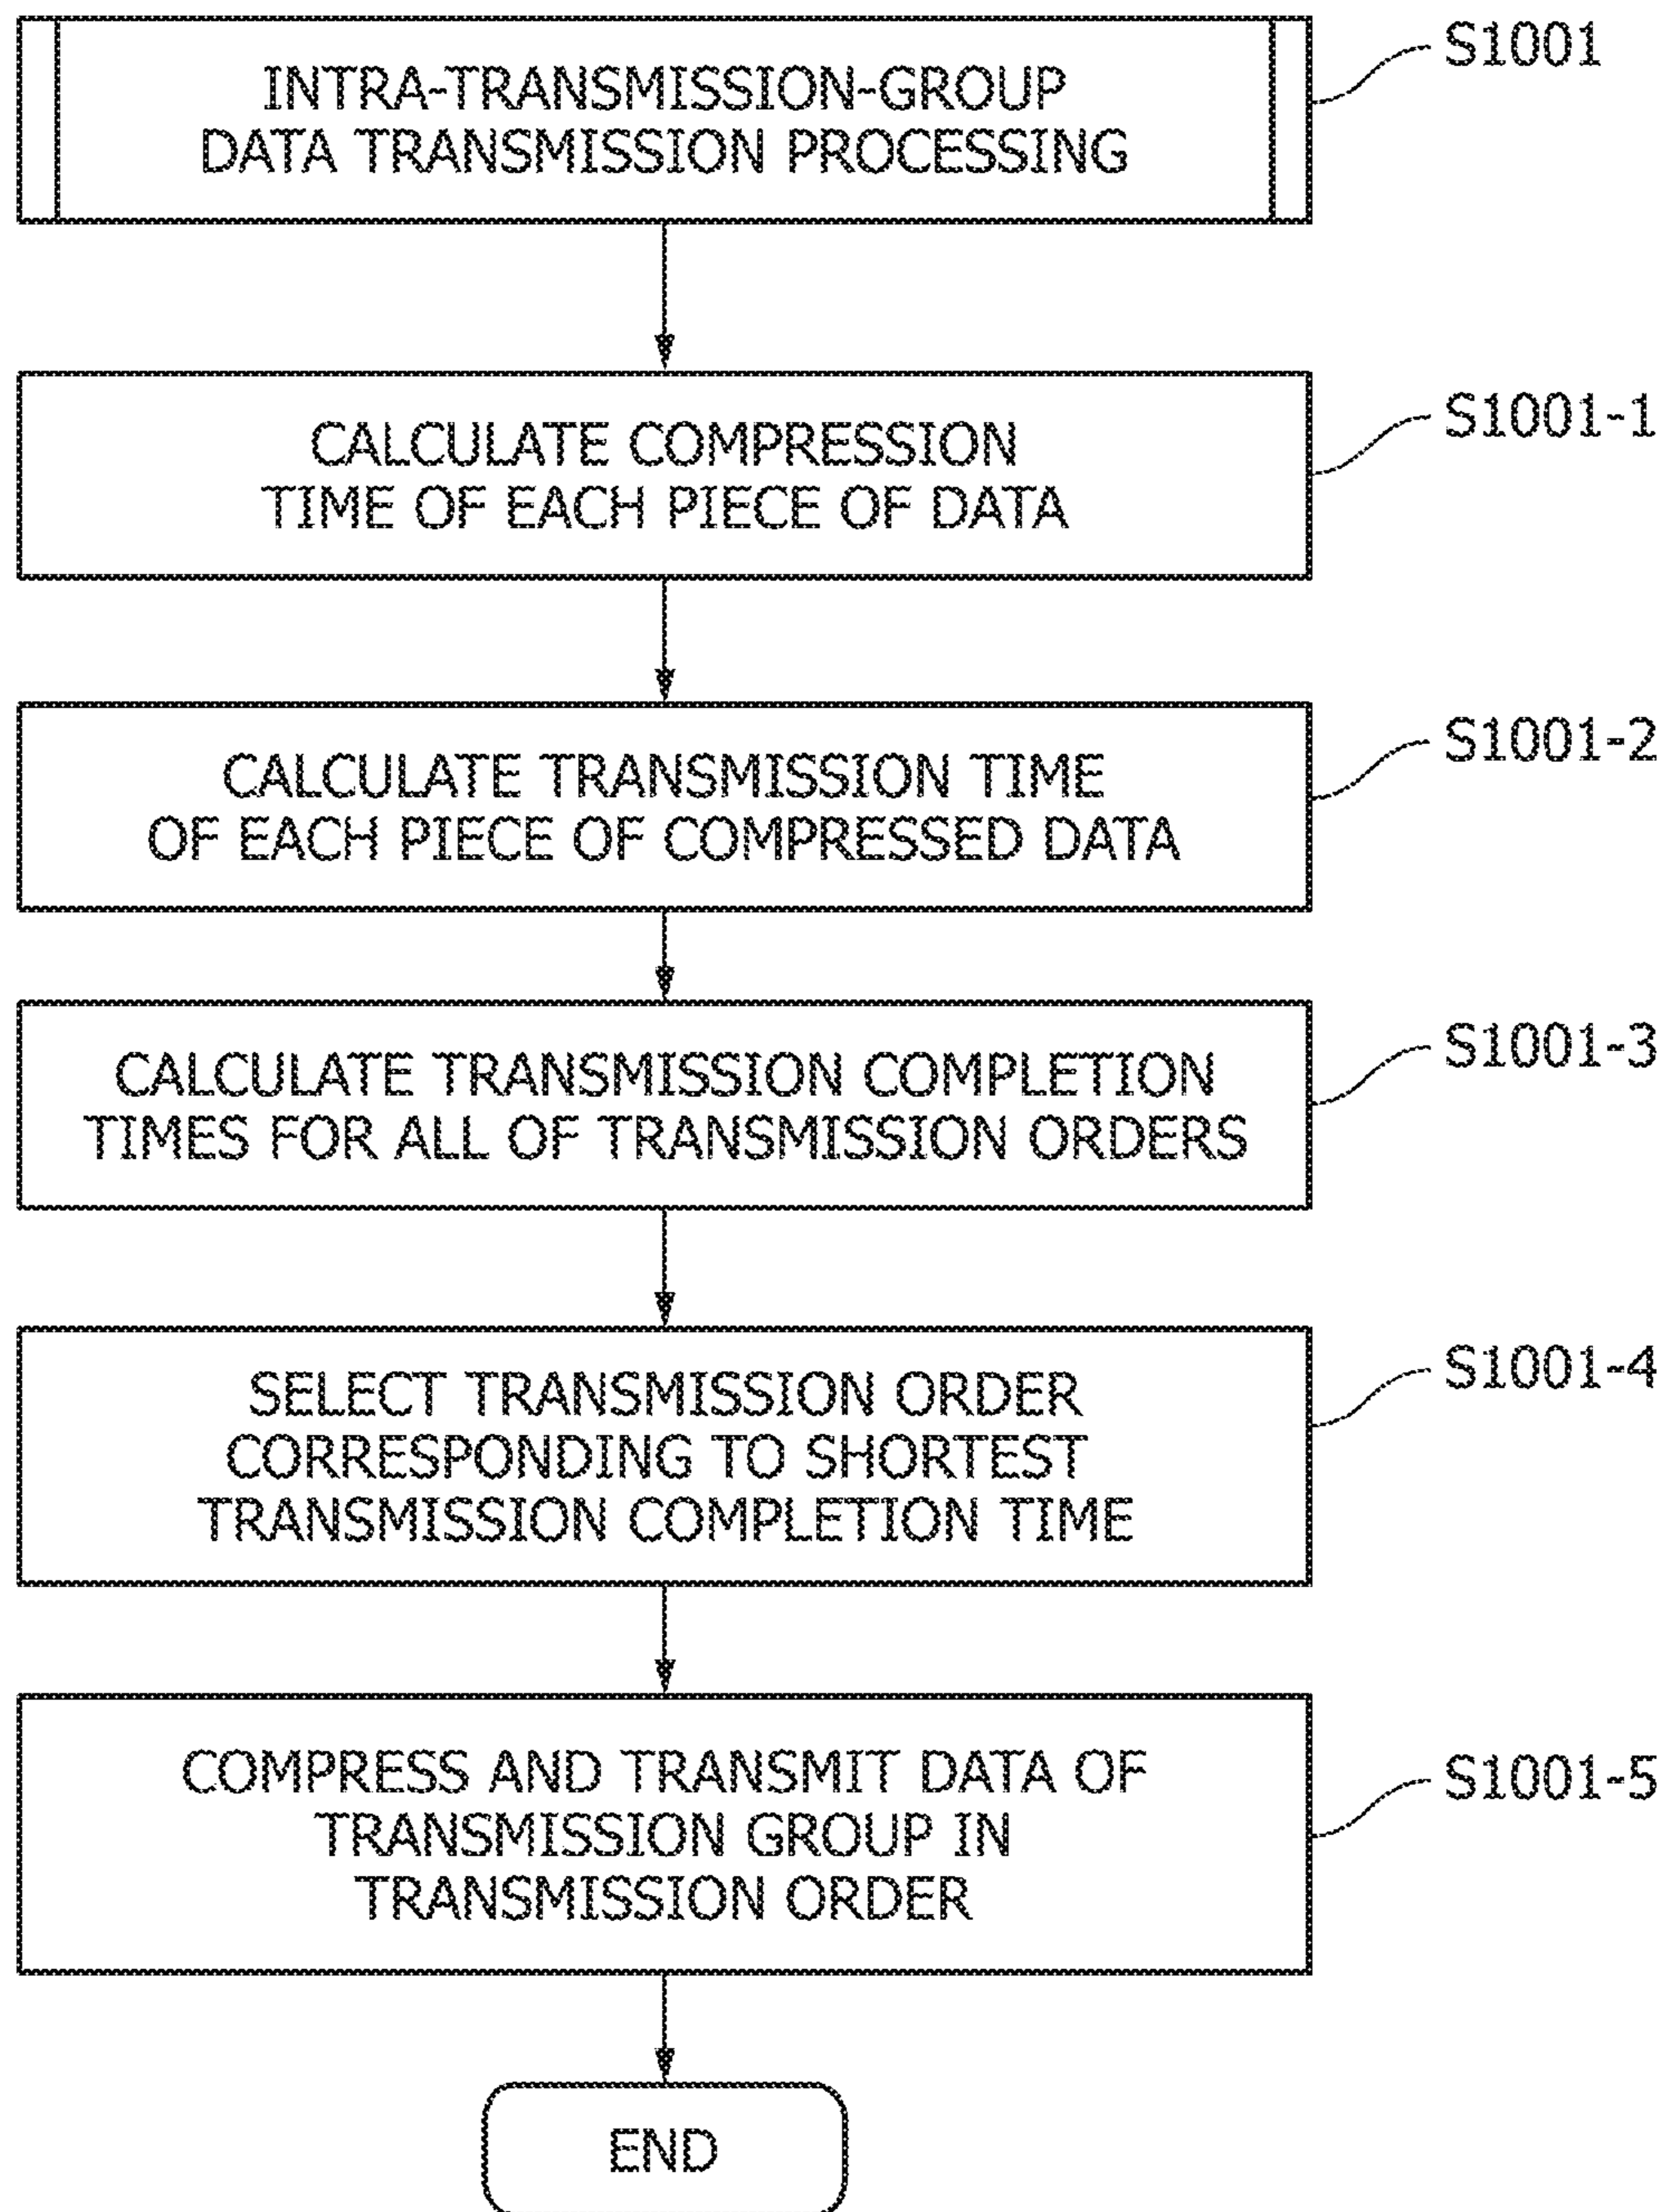 S1001
INTRA-TRANSMISSION-GROUP
DATA TRANSMISSION PROCESSING
S1001-1
CALCULATE COMPRESSION
TIME OF EACH PIECE OF DATA
S1001-2
CALCULATE TRANSMISSION TIME
OF EACH PIECE OF COMPRESSED DATA
S1001-3
CALCULATE TRANSMISSION COMPLETION
TIMES FOR ALL OF TRANSMISSION ORDERS
S1001-4
SELECT TRANSMISSION ORDER
CORRESPONDING TO SHORTEST
TRANSMISSION COMPLETION TIME
S1001-5
COMPRESS AND TRANSMIT DATA OF
TRANSMISSION GROUP IN
TRANSMISSION ORDER
END